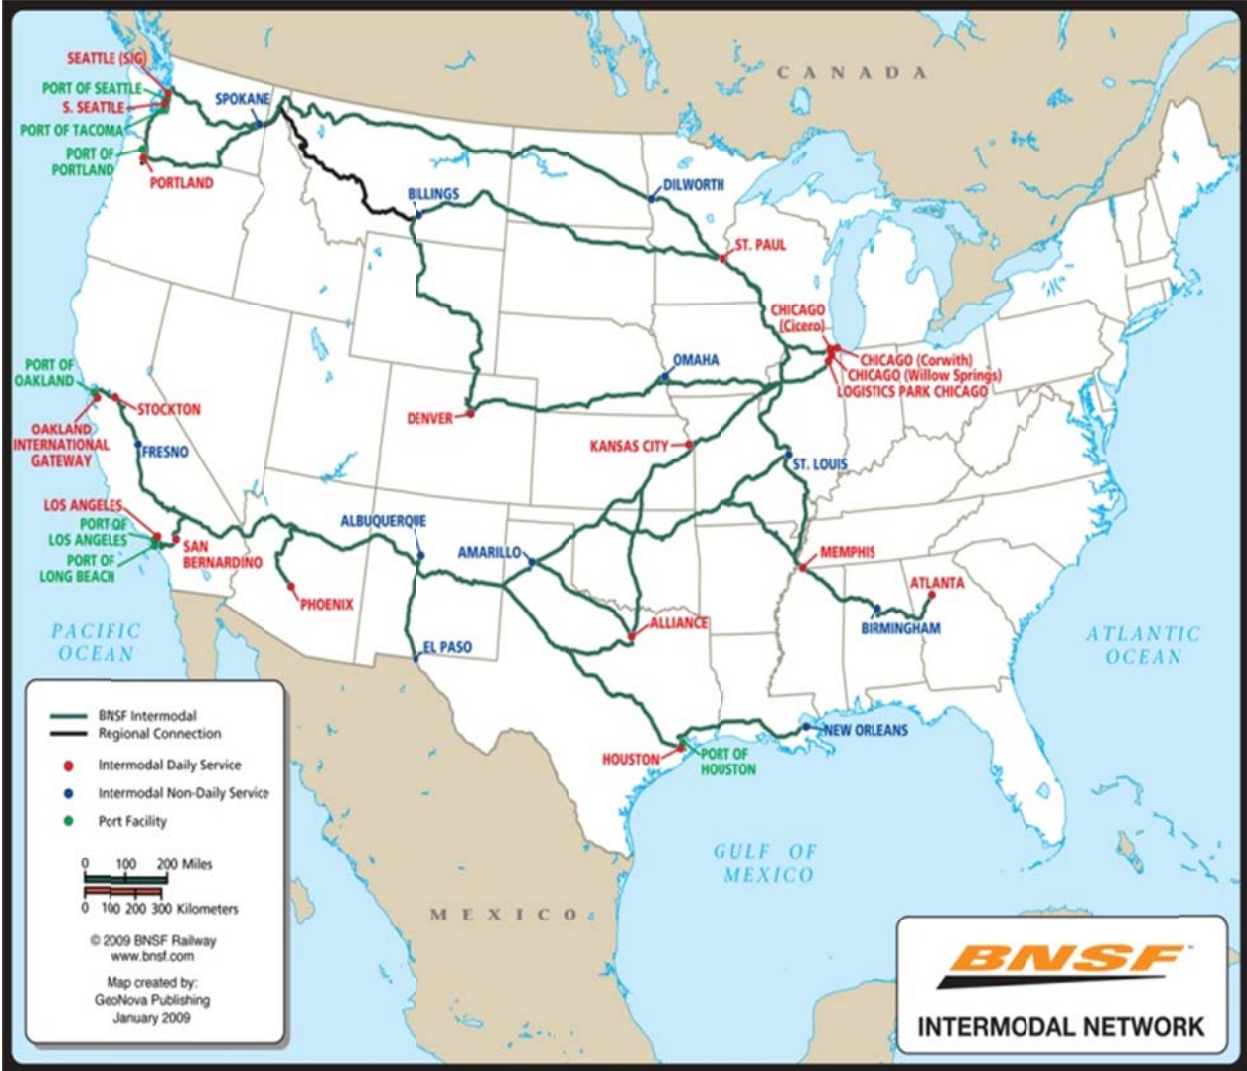 CANADA
SEATTLE (SIG)
PORT OF SEATTLE
S. SEATTLE
PORT OF TACOMA
PORT OF
PORTLAND
PORTLAND
SPOKANE
BLLINGS
DILWORTH
ST. PAUL
CHICAGO
(Cicero)
CHICAGO (Corwith)
CHICAGO (Willow Springs)
LOGISTICS PARK CHICAGO
OMAHA
DENVER
KANSAS CITY
ST. LOUIS
PORT OF
OAKLAND
STOCKTON
OAKLAND
INTERNATIONAL
GATEWAY
FRESNO
LOS ANGELES
PORT OF
LOS ANGELES
PORT OF
LONG BEACH
SAN
BERNARDINO
PHOENIX
ALBUQUERQUE
AMARILLO
EL PASO
ALLIANCE
MEMPHIS
ATLANTA
BIRMINGHAM
HOUSTON
PORT OF
HOUSTON
NEW ORLEANS
PACIFIC
OCEAN
ATLANTIC
OCEAN
GULF OF
MEXICO
MEXICO
BNSF Intermodal
Regional Connection
Intermodal Daily Service
Intermodal Non-Daily Service
Port Facility
0 100 200 Miles
0 100 200 300 Kilometers
© 2009 BNSF Railway
www.bnsf.com
Map created by:
GeoNova Publishing
January 2009
BNSF™
INTERMODAL NETWORK